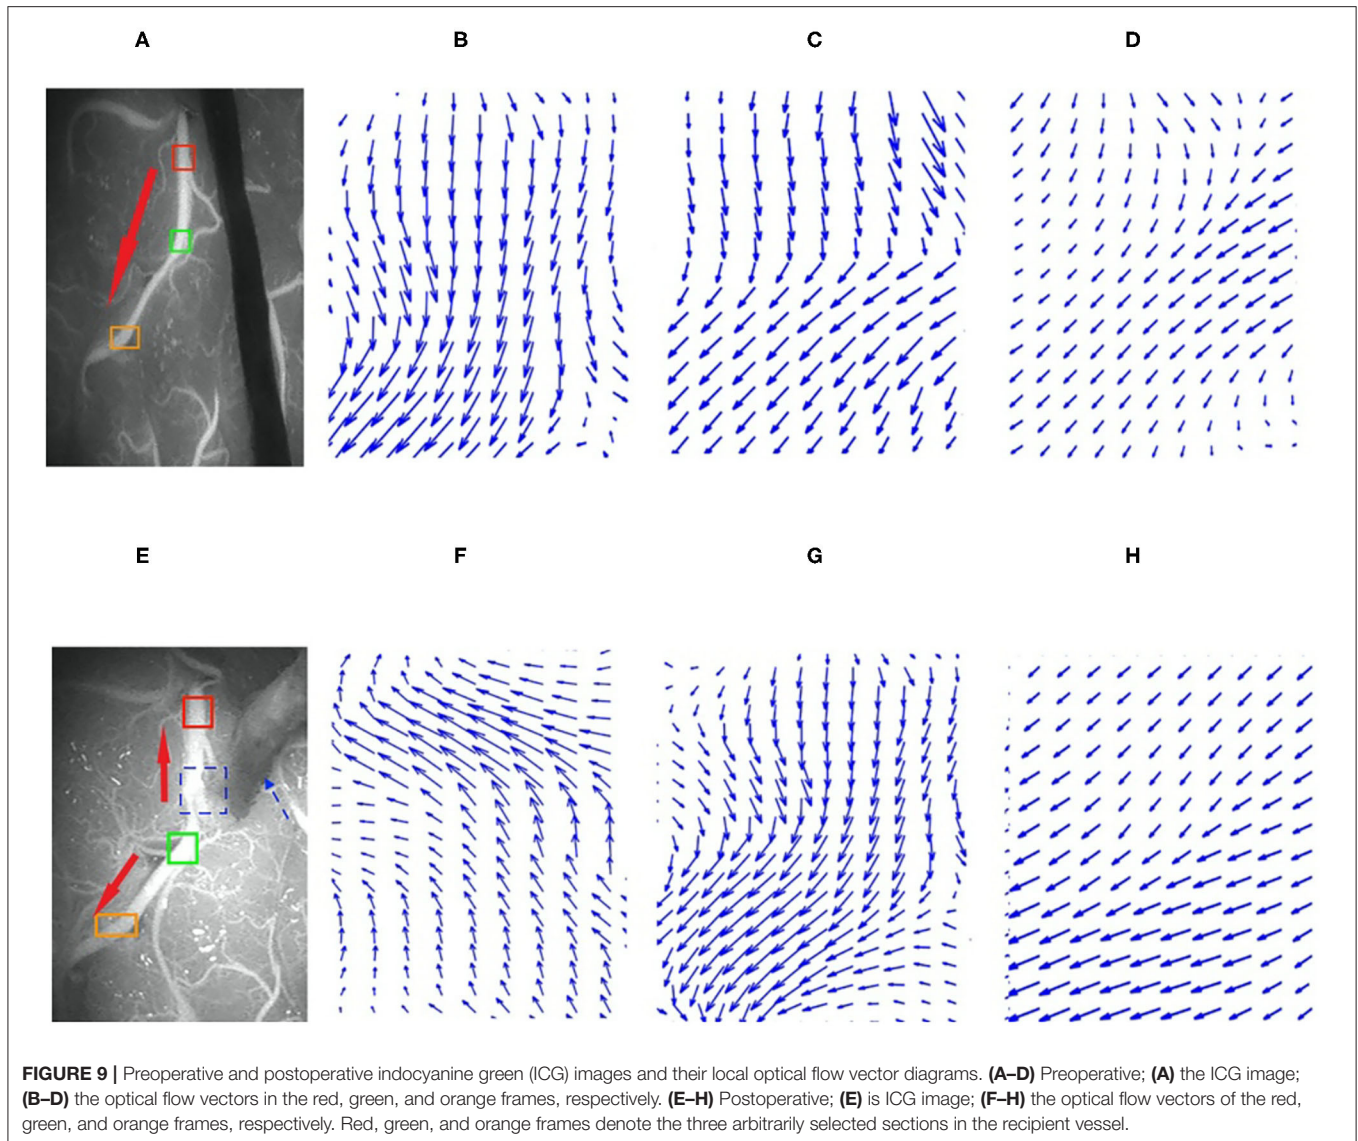 A
B
C
D
E
F
G
H
FIGURE 9 | Preoperative and postoperative indocyanine green (ICG) images and their local optical flow vector diagrams. (A–D) Preoperative; (A) the ICG image;
(B–D) the optical flow vectors in the red, green, and orange frames, respectively. (E–H) Postoperative; (E) is ICG image; (F–H) the optical flow vectors of the red,
green, and orange frames, respectively. Red, green, and orange frames denote the three arbitrarily selected sections in the recipient vessel.